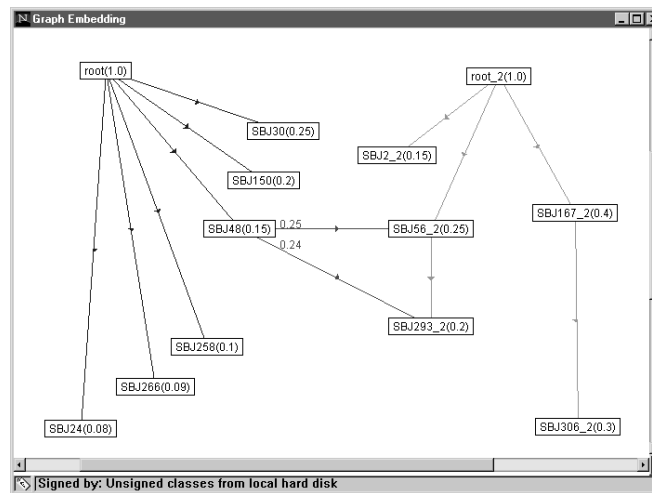 Graph Embedding
root(1.0)
root_2(1.0)
SBJ30(0.25)
SBJ2_2(0.15)
SBJ150(0.2)
SBJ167_2(0.4)
SBJ48(0.15)
0.25
SBJ56_2(0.25)
0.24
SBJ293_2(0.2)
SBJ258(0.1)
SBJ266(0.09)
SBJ24(0.08)
SBJ306_2(0.3)
Signed by: Unsigned classes from local hard disk